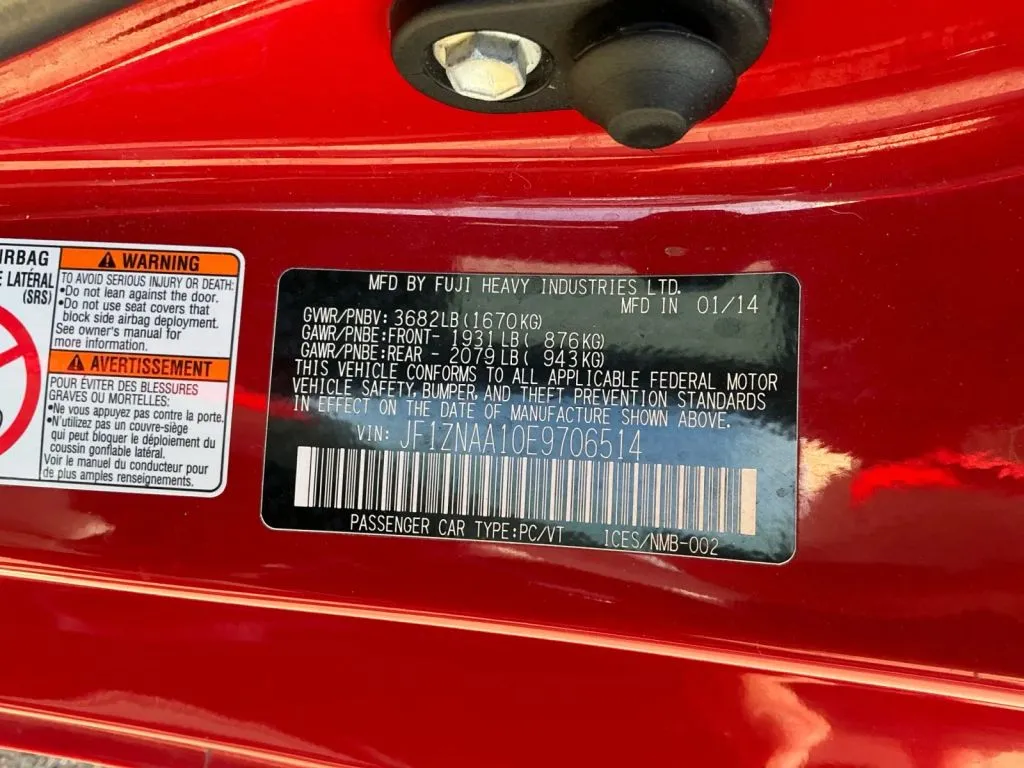 AIRBAG
E LATÉRAL
(SRS)
WARNING
TO AVOID SERIOUS INJURY OR DEATH:
•Do not lean against the door.
•Do not use seat covers that
block side airbag deployment.
See owner's manual for
more information.
AVERTISSEMENT
POUR ÉVITER DES BLESSURES
GRAVES OU MORTELLES:
•Ne vous appuyez pas contre la porte.
•N'utilizez pas un couvre-siège
qui peut bloquer le déploiement du
coussin gonflable latéral.
Voir le manuel du conducteur pour
de plus amples renseignements.
MFD BY FUJI HEAVY INDUSTRIES LTD.
MFD IN 01/14
GVWR/PNBV: 3682LB(1670KG)
GAWR/PNBE:FRONT- 1931LB( 876KG)
GAWR/PNBE:REAR - 2079LB( 943KG)
THIS VEHICLE CONFORMS TO ALL APPLICABLE FEDERAL MOTOR
VEHICLE SAFETY, BUMPER, AND THEFT PREVENTION STANDARDS
IN EFFECT ON THE DATE OF MANUFACTURE SHOWN ABOVE.
VIN: JF1ZNAA10E9706514
PASSENGER CAR TYPE:PC/VT ICES/NMB-002